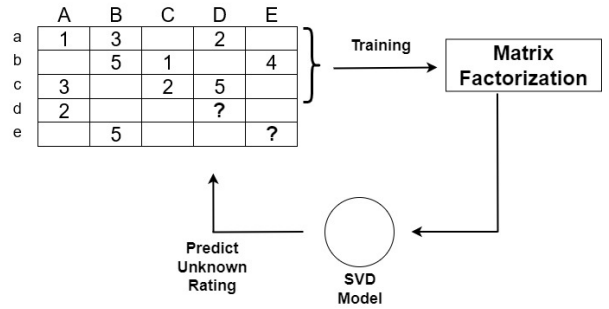 A B C D E
a 1 3 2
b 5 1 4
c 3 2 5
d 2 ?
e 5 ?
Training
Matrix
Factorization
Predict
Unknown
Rating
SVD
Model